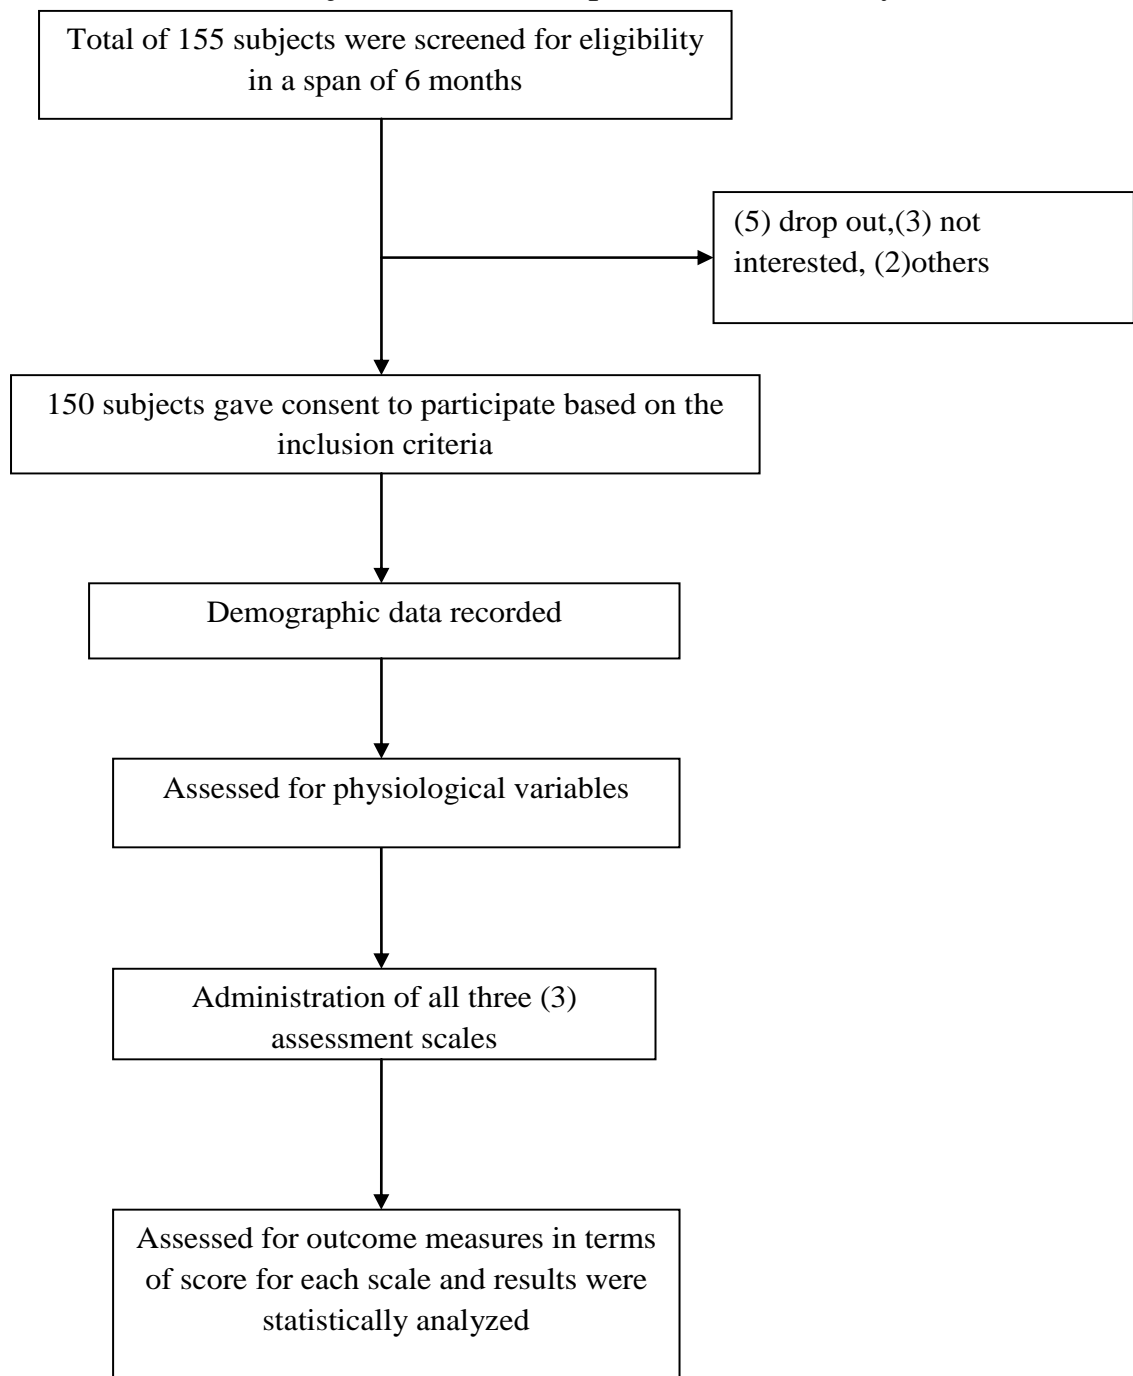 Total of 155 subjects were screened for eligibility
in a span of 6 months
(5) drop out,(3) not
interested, (2)others
150 subjects gave consent to participate based on the
inclusion criteria
Demographic data recorded
Assessed for physiological variables
Administration of all three (3)
assessment scales
Assessed for outcome measures in terms
of score for each scale and results were
statistically analyzed